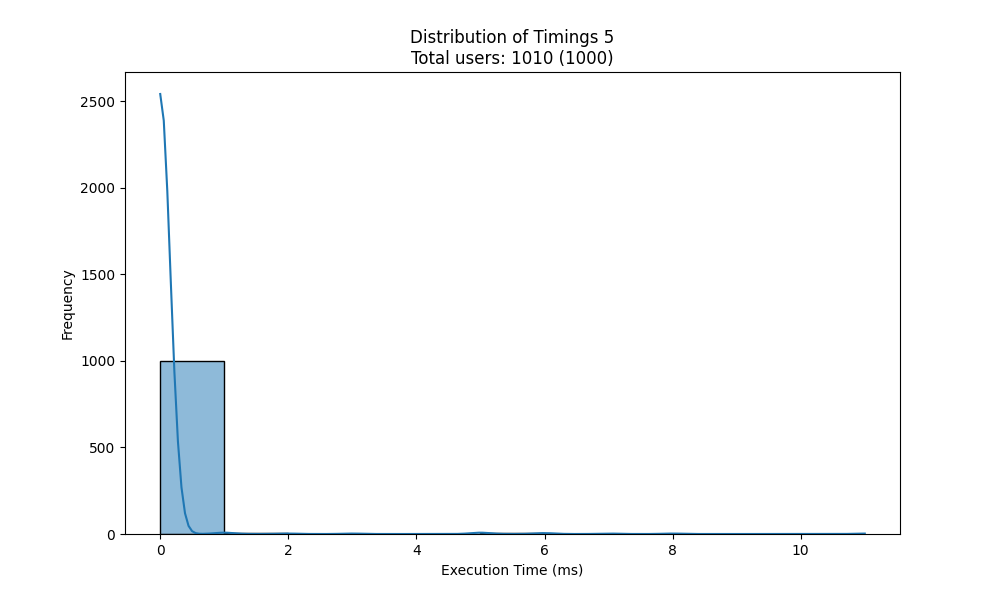 Distribution of Timings 5
Total users: 1010 (1000)
2500
2000
1500
1000
500
0
Frequency
0 2 4 6 8 10
Execution Time (ms)